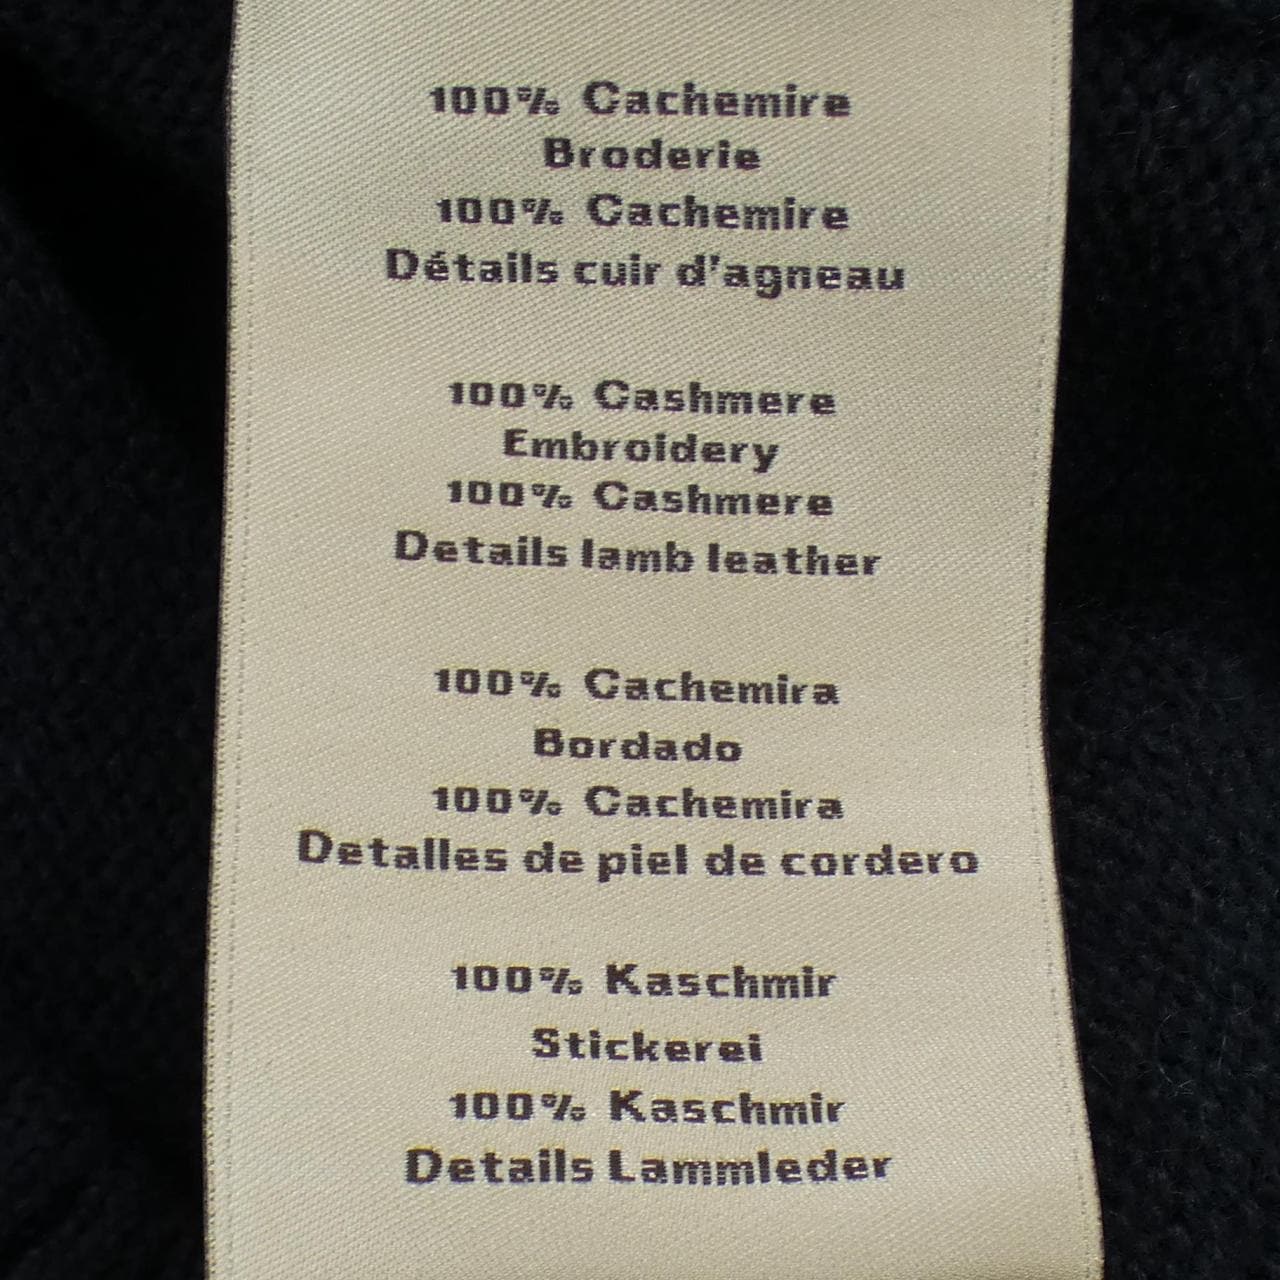 100% Cachemire
Broderie
100% Cachemire
Détails cuir d'agneau
100% Cashmere
Embroidery
100% Cashmere
Details lamb leather
100% Cachemira
Bordado
100% Cachemira
Detalles de piel de cordero
100% Kaschmir
Stickerei
100% Kaschmir
Details Lammleder